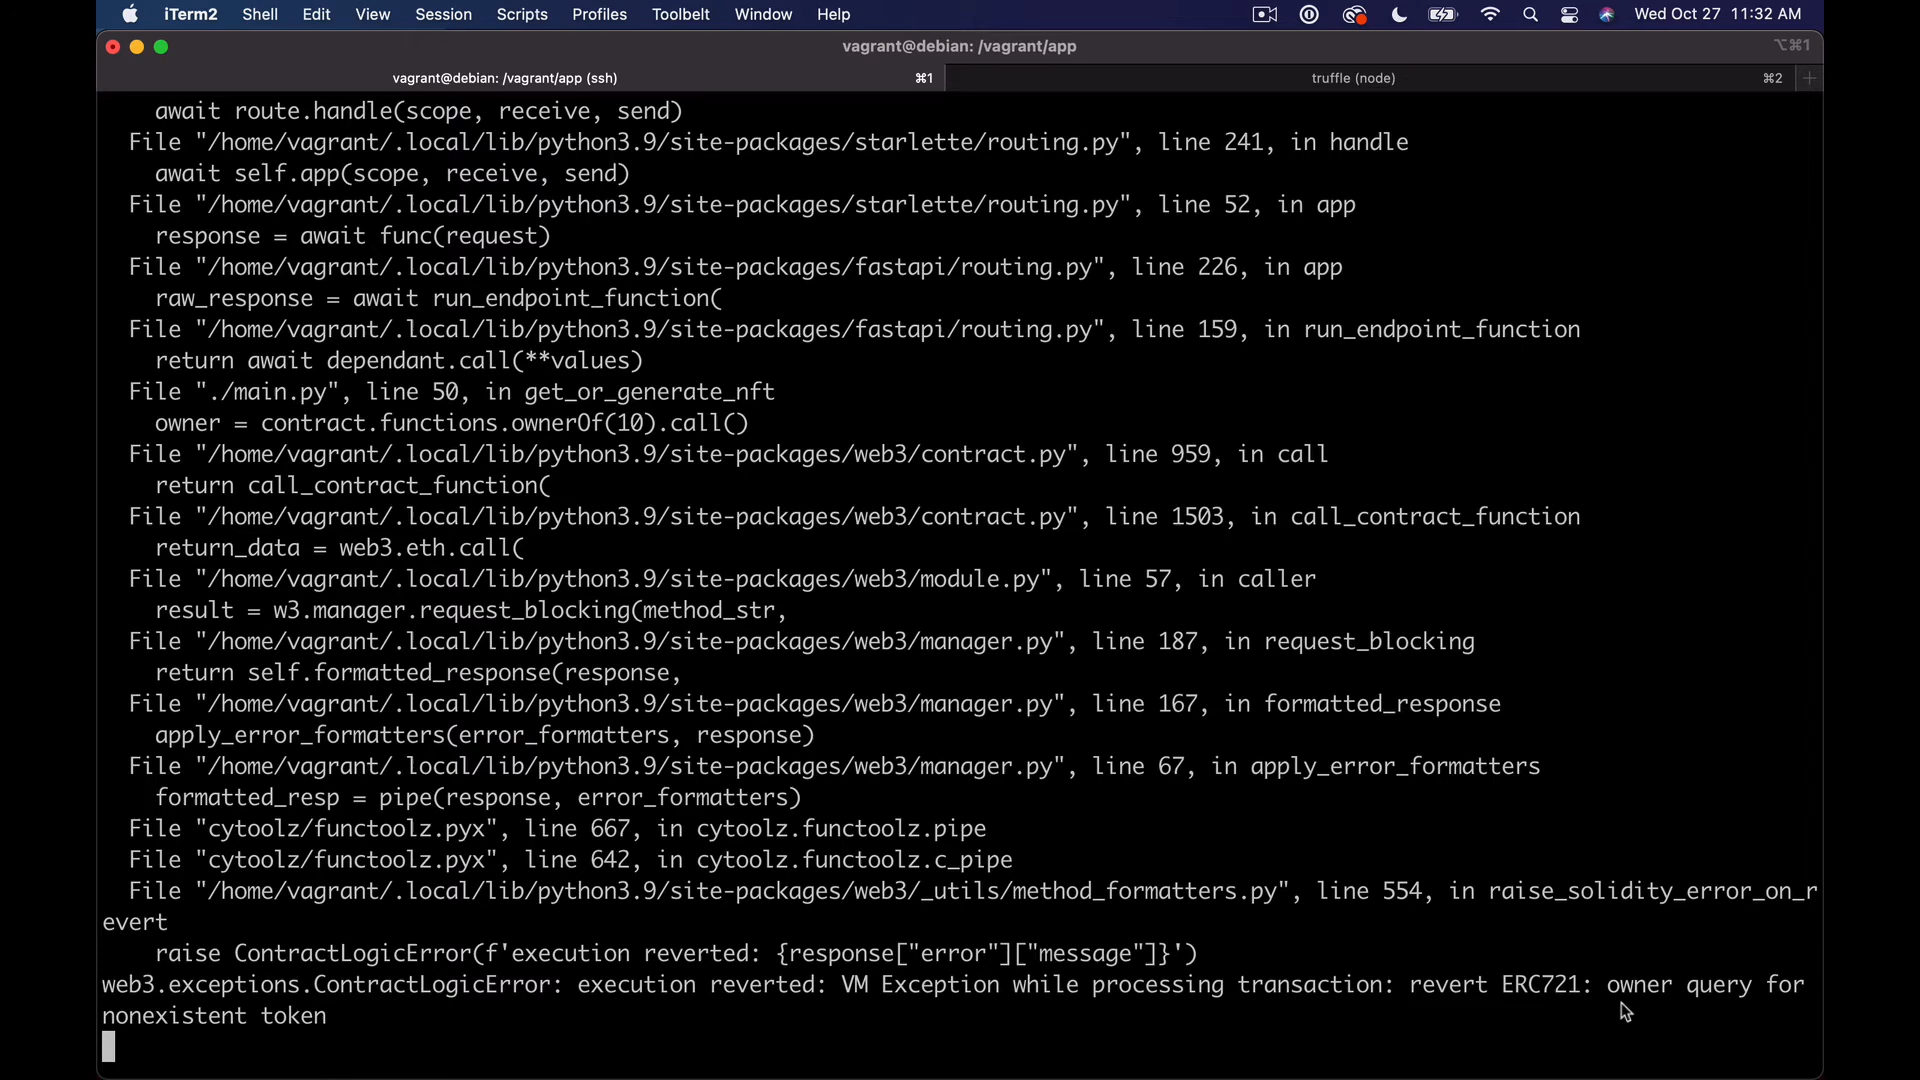 iTerm2 Shell Edit View Session Scripts Profiles Toolbelt Window Help Wed Oct 27 11:32 AM
vagrant@debian: /vagrant/app ⌥⌘1
vagrant@debian: /vagrant/app (ssh) ⌘1 truffle (node) ⌘2 +
await route.handle(scope, receive, send)
File "/home/vagrant/.local/lib/python3.9/site-packages/starlette/routing.py", line 241, in handle
await self.app(scope, receive, send)
File "/home/vagrant/.local/lib/python3.9/site-packages/starlette/routing.py", line 52, in app
response = await func(request)
File "/home/vagrant/.local/lib/python3.9/site-packages/fastapi/routing.py", line 226, in app
raw_response = await run_endpoint_function(
File "/home/vagrant/.local/lib/python3.9/site-packages/fastapi/routing.py", line 159, in run_endpoint_function
return await dependant.call(**values)
File "./main.py", line 50, in get_or_generate_nft
owner = contract.functions.ownerOf(10).call()
File "/home/vagrant/.local/lib/python3.9/site-packages/web3/contract.py", line 959, in call
return call_contract_function(
File "/home/vagrant/.local/lib/python3.9/site-packages/web3/contract.py", line 1503, in call_contract_function
return_data = web3.eth.call(
File "/home/vagrant/.local/lib/python3.9/site-packages/web3/module.py", line 57, in caller
result = w3.manager.request_blocking(method_str,
File "/home/vagrant/.local/lib/python3.9/site-packages/web3/manager.py", line 187, in request_blocking
return self.formatted_response(response,
File "/home/vagrant/.local/lib/python3.9/site-packages/web3/manager.py", line 167, in formatted_response
apply_error_formatters(error_formatters, response)
File "/home/vagrant/.local/lib/python3.9/site-packages/web3/manager.py", line 67, in apply_error_formatters
formatted_resp = pipe(response, error_formatters)
File "cytoolz/functoolz.pyx", line 667, in cytoolz.functoolz.pipe
File "cytoolz/functoolz.pyx", line 642, in cytoolz.functoolz.c_pipe
File "/home/vagrant/.local/lib/python3.9/site-packages/web3/_utils/method_formatters.py", line 554, in raise_solidity_error_on_r
evert
raise ContractLogicError(f'execution reverted: {response["error"]["message"]}')
web3.exceptions.ContractLogicError: execution reverted: VM Exception while processing transaction: revert ERC721: owner query for
nonexistent token